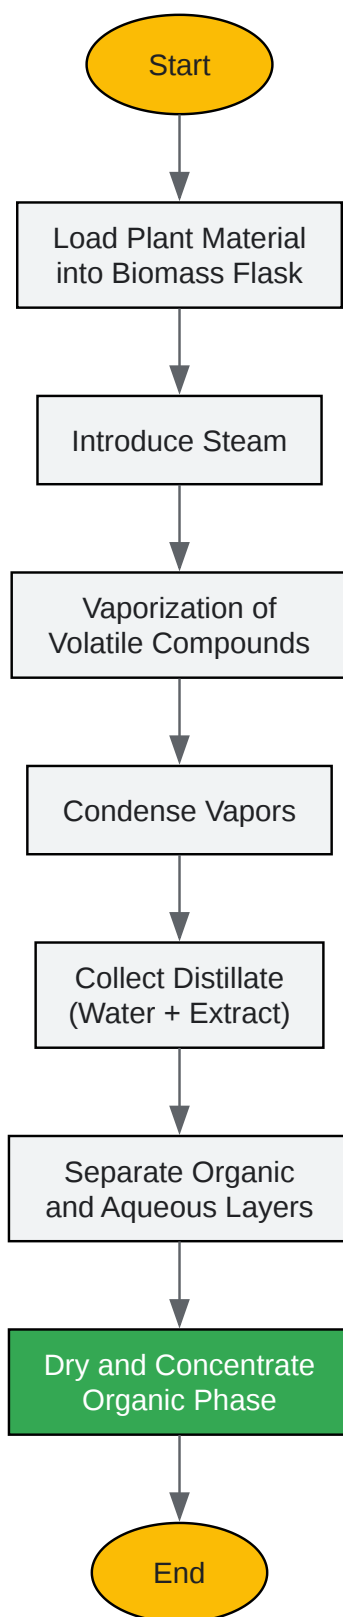 Start
Load Plant Material
into Biomass Flask
Introduce Steam
Vaporization of
Volatile Compounds
Condense Vapors
Collect Distillate
(Water + Extract)
Separate Organic
and Aqueous Layers
Dry and Concentrate
Organic Phase
End